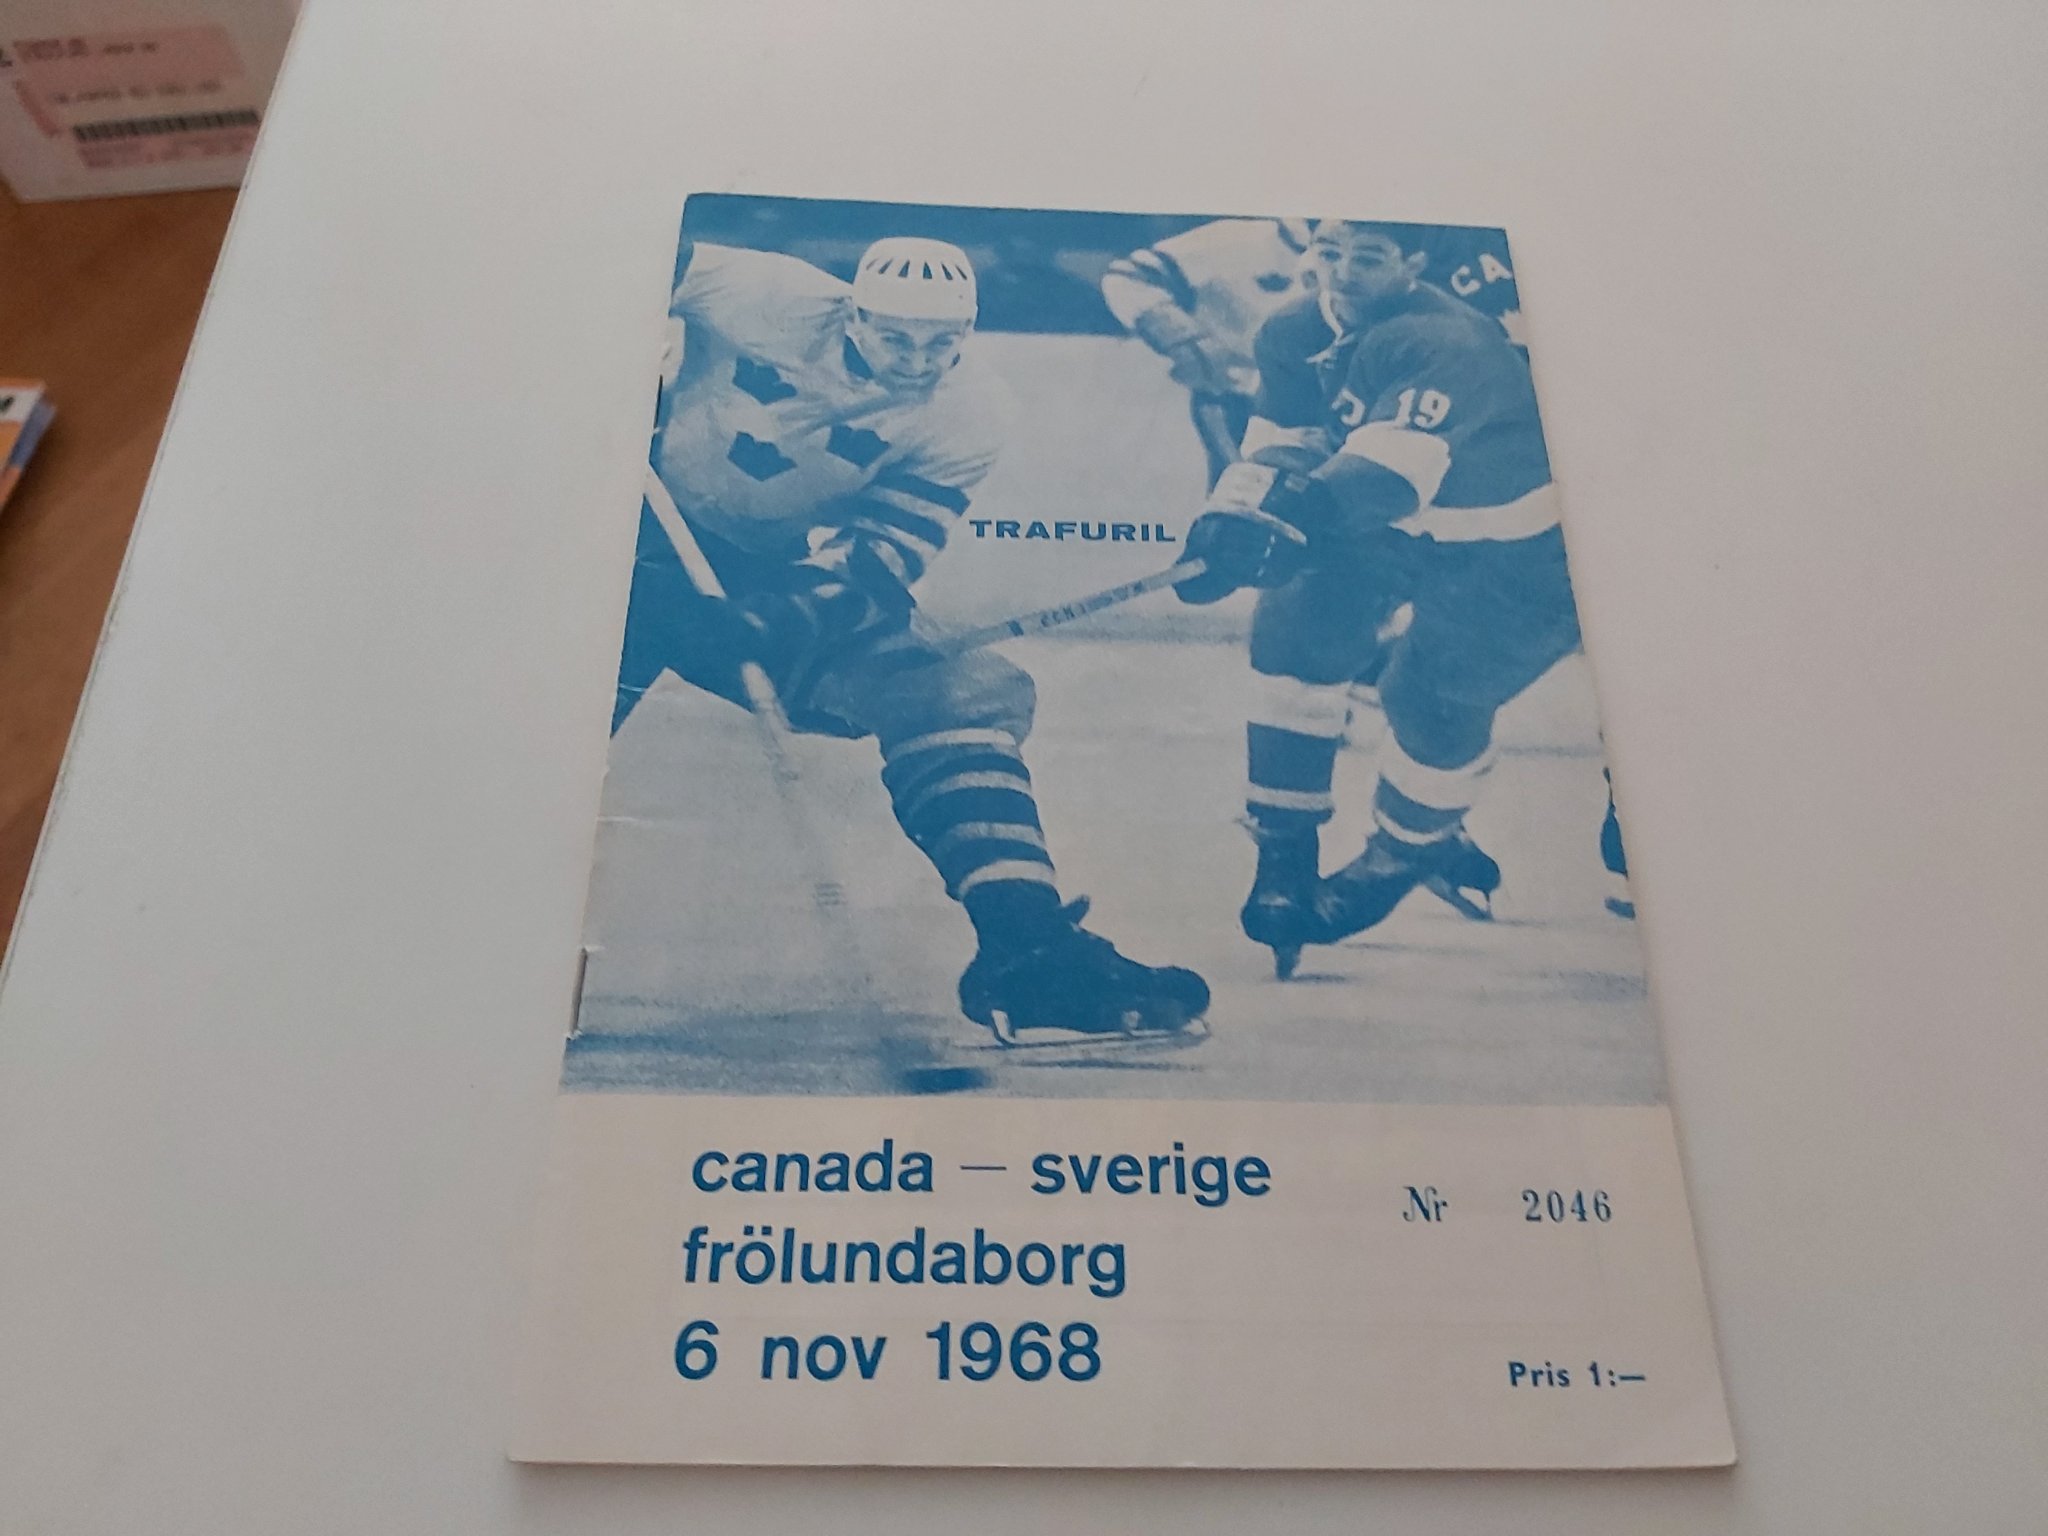 CA
19
TRAFURIL
canada – sverige
frölundaborg
6 nov 1968
Nr 2046
Pris 1:—